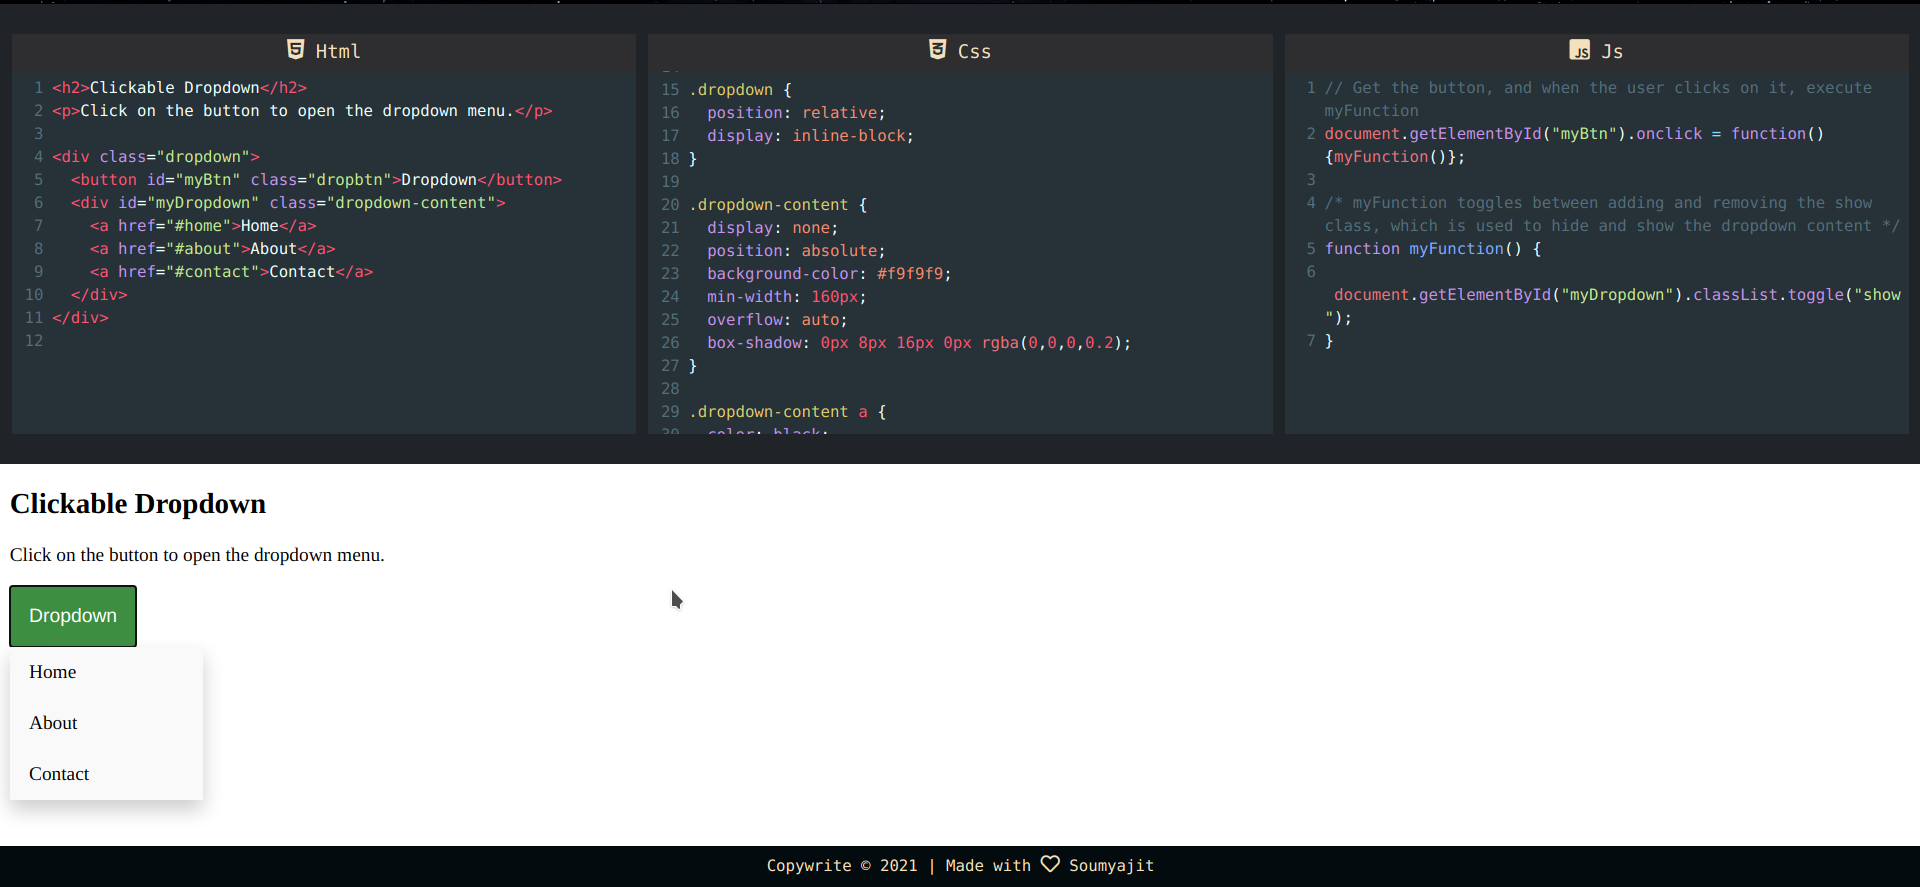 Html
1 <h2>Clickable Dropdown</h2>
2 <p>Click on the button to open the dropdown menu.</p>
3
4 <div class="dropdown">
5 <button id="myBtn" class="dropbtn">Dropdown</button>
6 <div id="myDropdown" class="dropdown-content">
7 <a href="#home">Home</a>
8 <a href="#about">About</a>
9 <a href="#contact">Contact</a>
10 </div>
11 </div>
12
Css
15 .dropdown {
16 position: relative;
17 display: inline-block;
18 }
19
20 .dropdown-content {
21 display: none;
22 position: absolute;
23 background-color: #f9f9f9;
24 min-width: 160px;
25 overflow: auto;
26 box-shadow: 0px 8px 16px 0px rgba(0,0,0,0.2);
27 }
28
29 .dropdown-content a {
30 color: black;
JS Js
1 // Get the button, and when the user clicks on it, execute
myFunction
2 document.getElementById("myBtn").onclick = function()
{myFunction()};
3
4 /* myFunction toggles between adding and removing the show
class, which is used to hide and show the dropdown content */
5 function myFunction() {
6
document.getElementById("myDropdown").classList.toggle("show
");
7 }
Clickable Dropdown
Click on the button to open the dropdown menu.
Dropdown
Home
About
Contact
Copywrite © 2021 | Made with ♡ Soumyajit